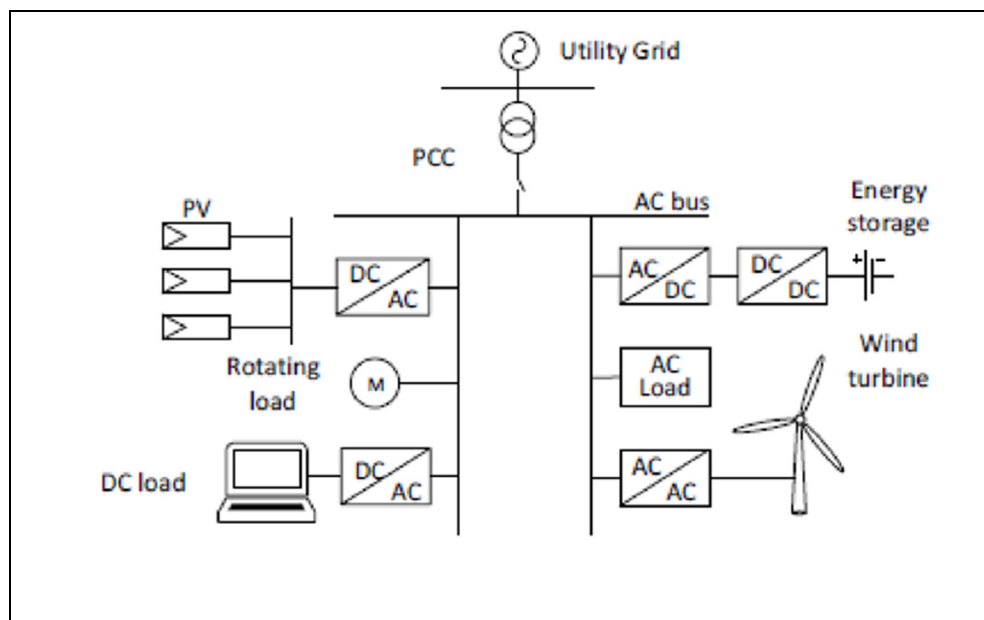 Utility Grid
PCC
AC bus
Energy
storage
PV
DC
AC
AC
DC
DC
DC
+ −
Rotating
load
M
AC
Load
Wind
turbine
DC load
DC
AC
AC
AC